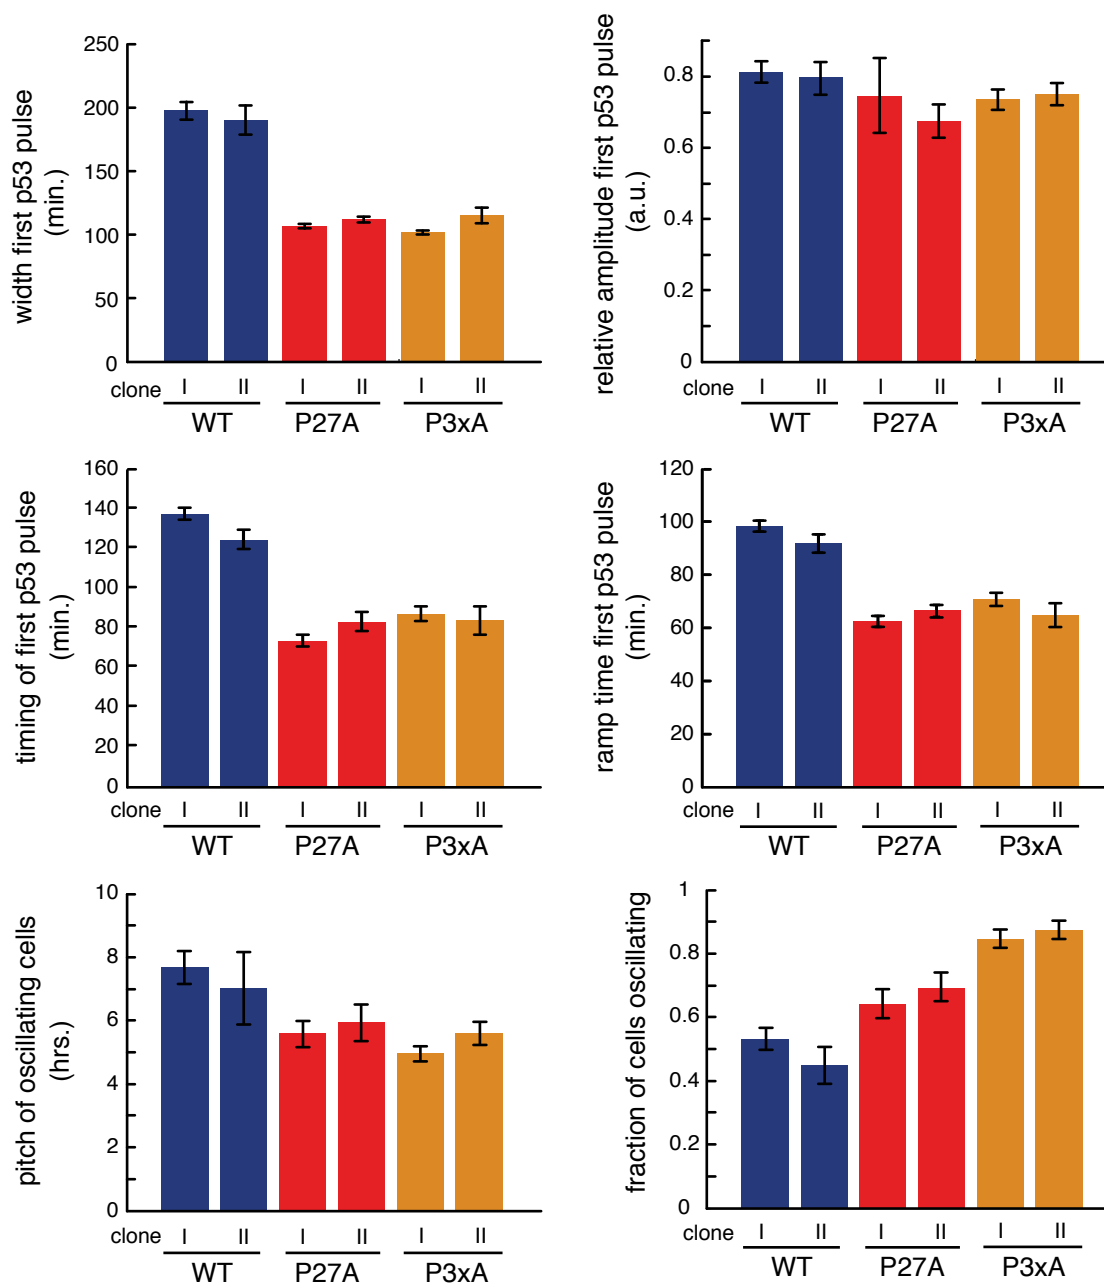 width first p53 pulse
(min.)
250
200
150
100
50
0
clone I II I II I II
WT P27A P3xA
relative amplitude first p53 pulse
(a.u.)
0.8
0.6
0.4
0.2
0
clone I II I II I II
WT P27A P3xA
timing of first p53 pulse
(min.)
160
140
120
100
80
60
40
20
0
clone I II I II I II
WT P27A P3xA
ramp time first p53 pulse
(min.)
120
100
80
60
40
20
0
clone I II I II I II
WT P27A P3xA
pitch of oscillating cells
(hrs.)
10
8
6
4
2
0
clone I II I II I II
WT P27A P3xA
fraction of cells oscillating
1
0.8
0.6
0.4
0.2
0
clone I II I II I II
WT P27A P3xA